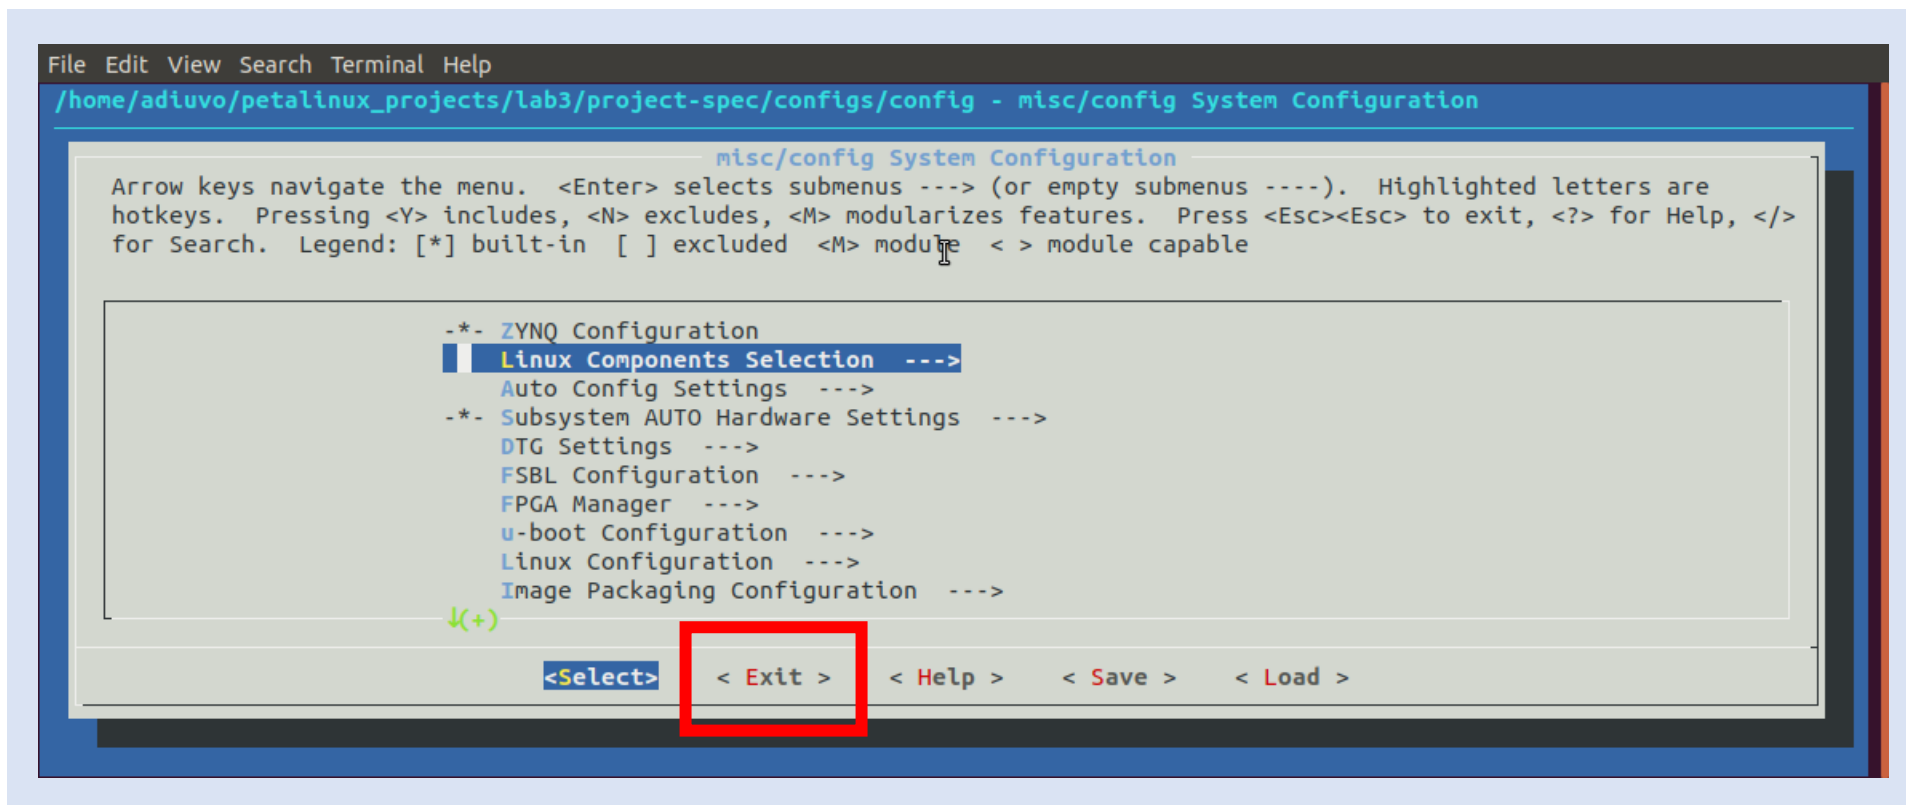 File Edit View Search Terminal Help
/home/adiuvo/petalinux_projects/lab3/project-spec/configs/config - misc/config System Configuration
misc/config System Configuration
Arrow keys navigate the menu. <Enter> selects submenus ---> (or empty submenus ----). Highlighted letters are
hotkeys. Pressing <Y> includes, <N> excludes, <M> modularizes features. Press <Esc><Esc> to exit, <?> for Help, </>
for Search. Legend: [*] built-in [ ] excluded <M> module < > module capable
-*- ZYNQ Configuration
Linux Components Selection --->
Auto Config Settings --->
-*- Subsystem AUTO Hardware Settings --->
DTG Settings --->
FSBL Configuration --->
FPGA Manager --->
u-boot Configuration --->
Linux Configuration --->
Image Packaging Configuration --->
↓(+)
<Select> < Exit > < Help > < Save > < Load >